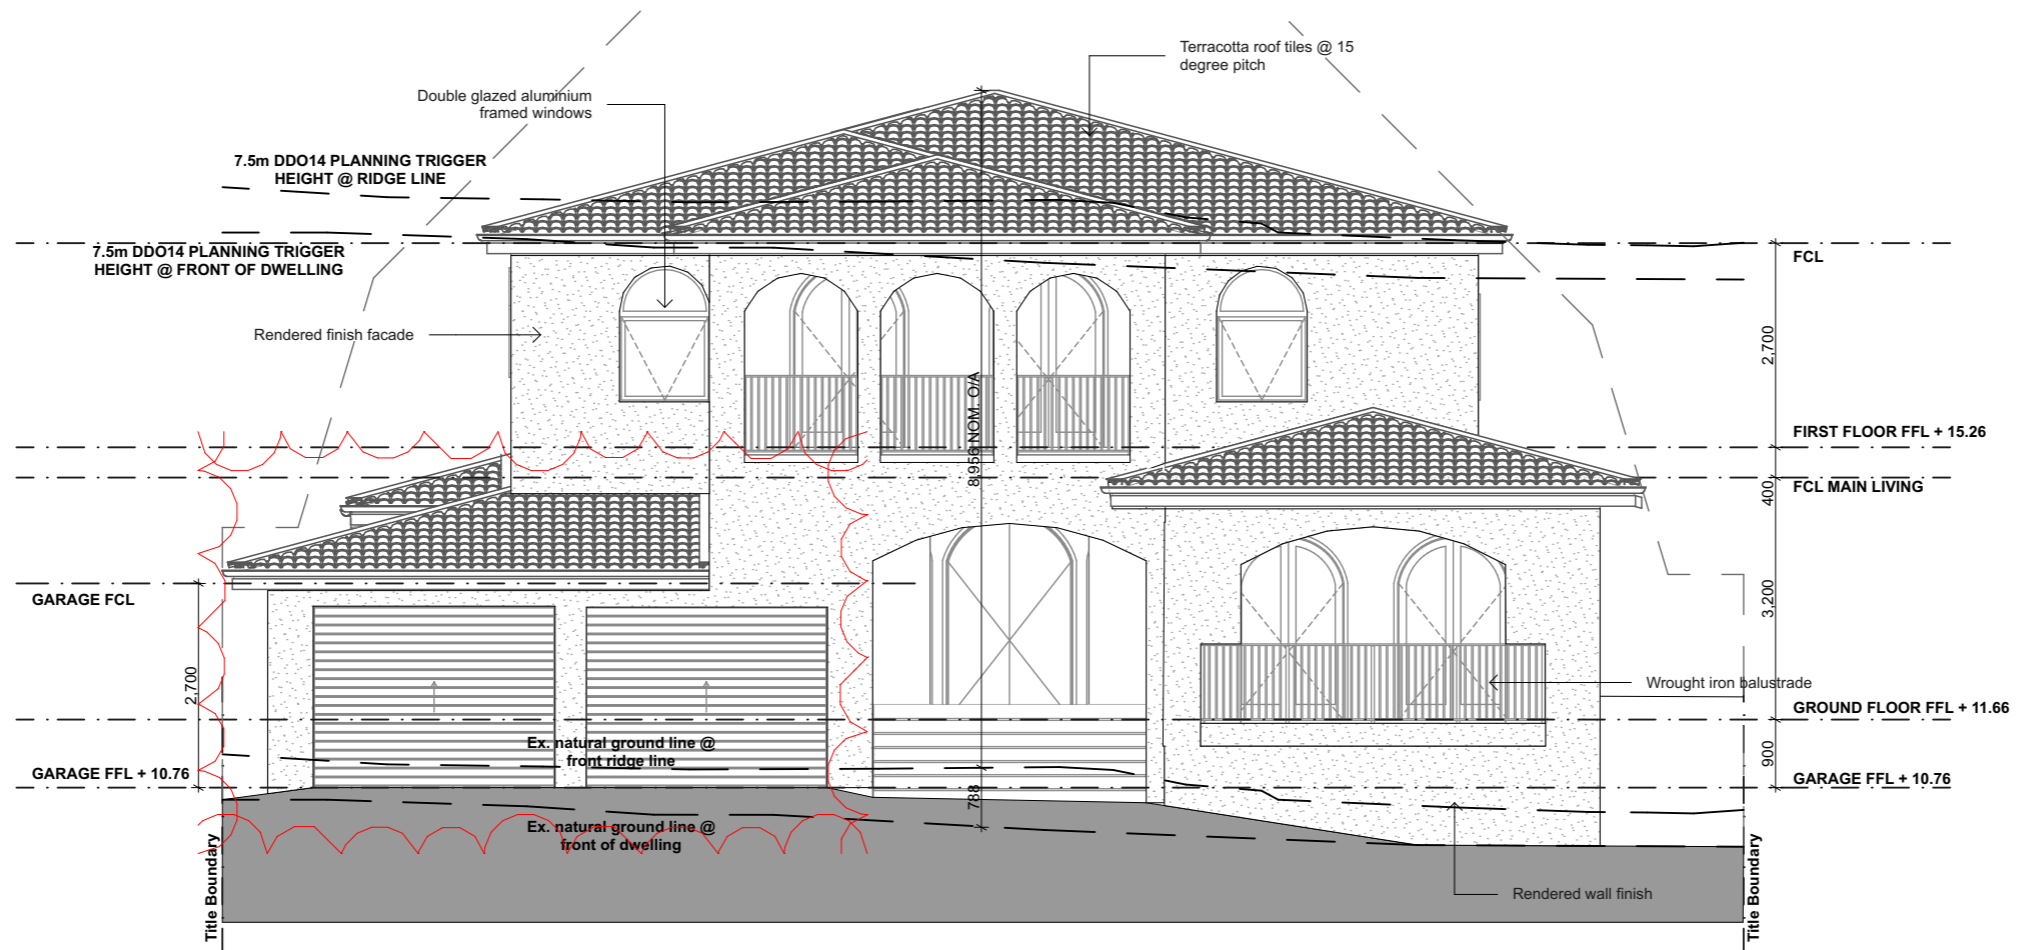 Terracotta roof tiles @ 15
degree pitch
Double glazed aluminium
framed windows
7.5m DDO14 PLANNING TRIGGER
HEIGHT @ RIDGE LINE
7.5m DDO14 PLANNING TRIGGER
HEIGHT @ FRONT OF DWELLING
FCL
Rendered finish facade
2,700
8,956 NOM. O/A
FIRST FLOOR FFL + 15.26
400
FCL MAIN LIVING
GARAGE FCL
3,200
2,700
Wrought iron balustrade
GROUND FLOOR FFL + 11.66
Ex. natural ground line @
front ridge line
900
GARAGE FFL + 10.76
GARAGE FFL + 10.76
788
Ex. natural ground line @
front of dwelling
Title Boundary
Title Boundary
Rendered wall finish